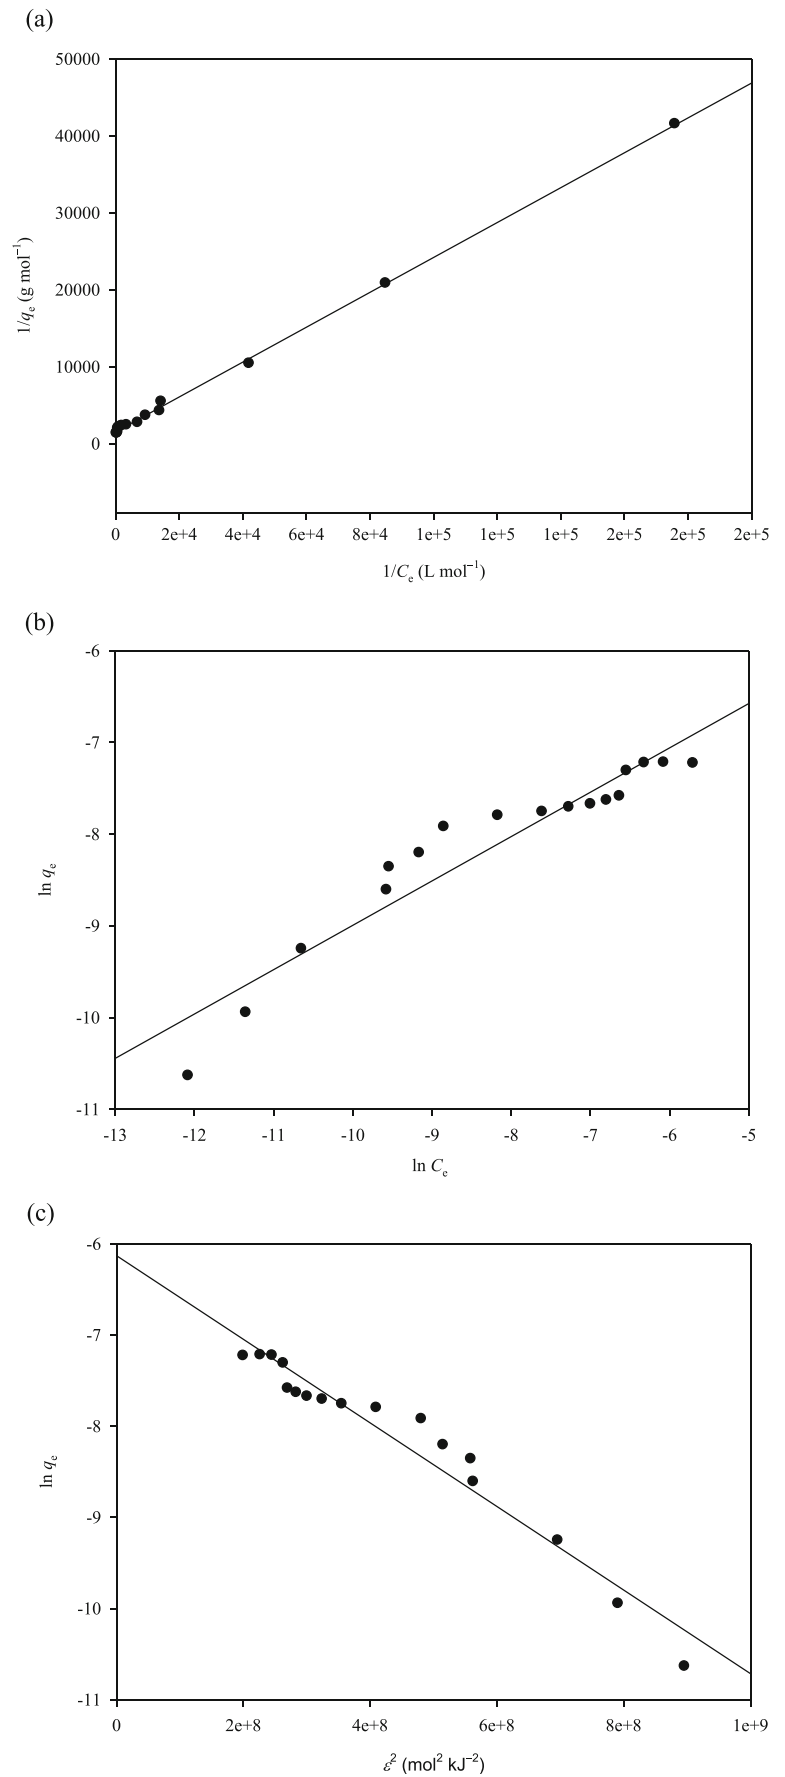 (a)
50000
40000
30000
20000
10000
0
1/qₑ (g mol⁻¹)
0 2e+4 4e+4 6e+4 8e+4 1e+5 1e+5 1e+5 2e+5 2e+5 2e+5
1/Cₑ (L mol⁻¹)
(b)
-6
-7
-8
-9
-10
-11
ln qₑ
-13 -12 -11 -10 -9 -8 -7 -6 -5
ln Cₑ
(c)
-6
-7
-8
-9
-10
-11
ln qₑ
0 2e+8 4e+8 6e+8 8e+8 1e+9
ε² (mol² kJ⁻²)